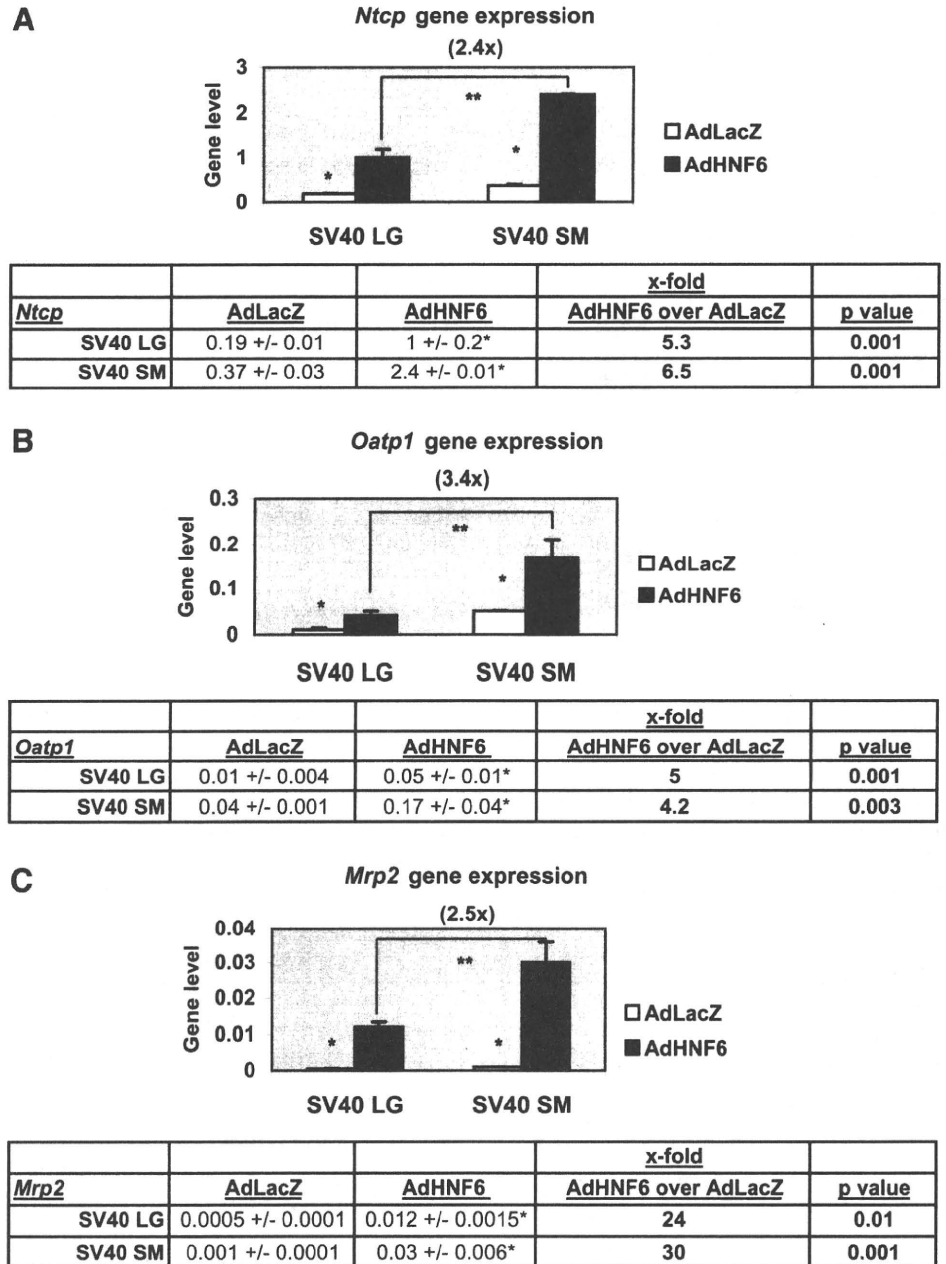 A
Ntcp gene expression
(2.4x)
Gene level
3
2
1
0
*
*
**
AdLacZ
AdHNF6
SV40 LG SV40 SM
x-fold
Ntcp AdLacZ AdHNF6 AdHNF6 over AdLacZ p value
SV40 LG 0.19 +/- 0.01 1 +/- 0.2* 5.3 0.001
SV40 SM 0.37 +/- 0.03 2.4 +/- 0.01* 6.5 0.001
B
Oatp1 gene expression
(3.4x)
Gene level
0.3
0.2
0.1
0
*
**
*
AdLacZ
AdHNF6
SV40 LG SV40 SM
x-fold
Oatp1 AdLacZ AdHNF6 AdHNF6 over AdLacZ p value
SV40 LG 0.01 +/- 0.004 0.05 +/- 0.01* 5 0.001
SV40 SM 0.04 +/- 0.001 0.17 +/- 0.04* 4.2 0.003
C
Mrp2 gene expression
(2.5x)
Gene level
0.04
0.03
0.02
0.01
0
*
**
*
AdLacZ
AdHNF6
SV40 LG SV40 SM
x-fold
Mrp2 AdLacZ AdHNF6 AdHNF6 over AdLacZ p value
SV40 LG 0.0005 +/- 0.0001 0.012 +/- 0.0015* 24 0.01
SV40 SM 0.001 +/- 0.0001 0.03 +/- 0.006* 30 0.001